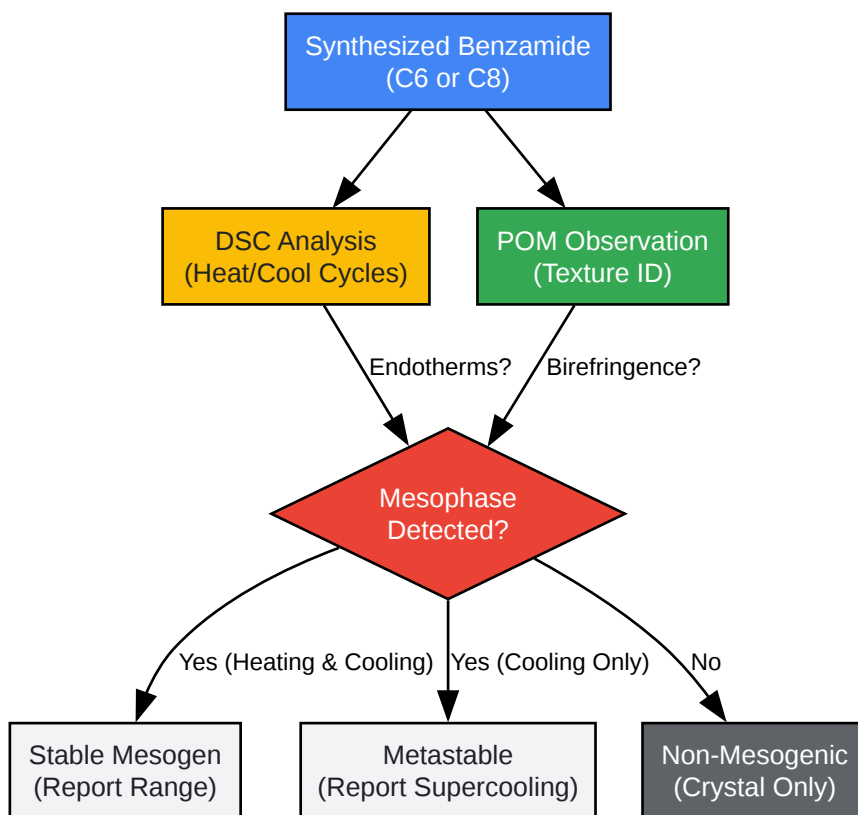 Synthesized Benzamide
(C6 or C8)
DSC Analysis
(Heat/Cool Cycles)
POM Observation
(Texture ID)
Endotherms?
Birefringence?
Mesophase
Detected?
Yes (Heating & Cooling)
Yes (Cooling Only)
No
Stable Mesogen
(Report Range)
Metastable
(Report Supercooling)
Non-Mesogenic
(Crystal Only)